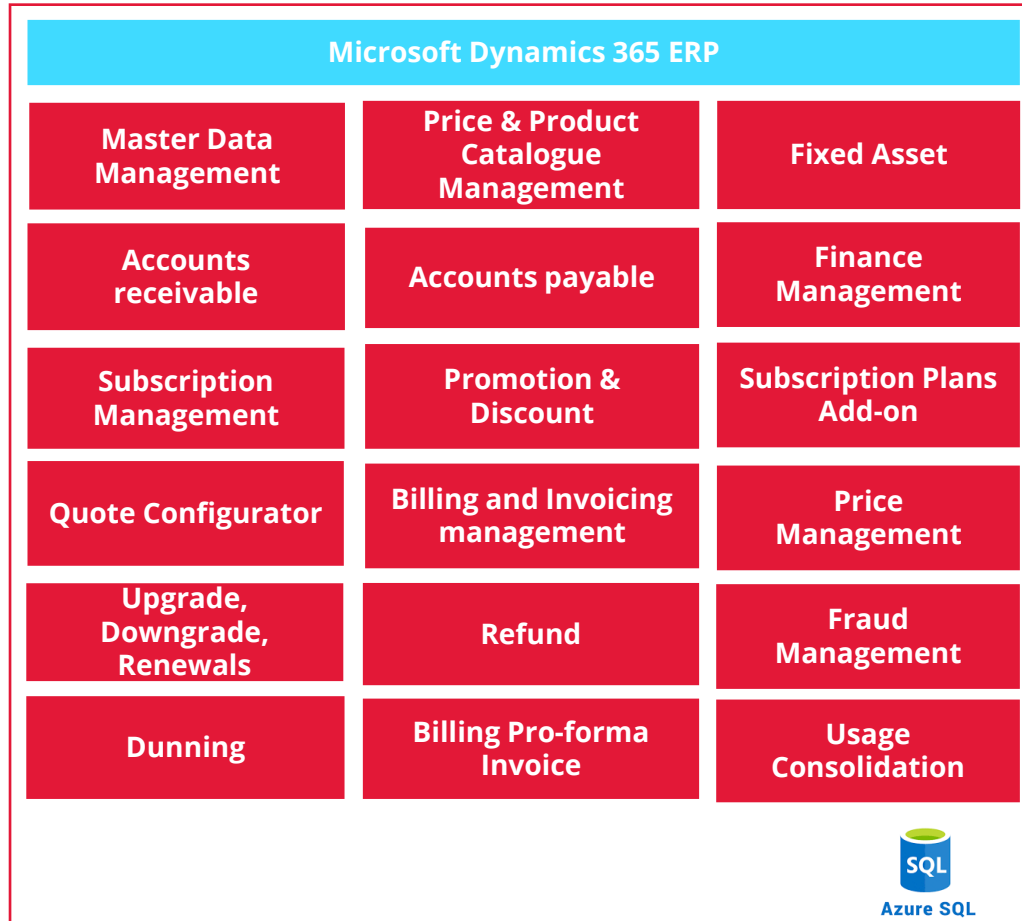 Microsoft Dynamics 365 ERP
Master Data
Management
Price & Product
Catalogue
Management
Fixed Asset
Accounts
receivable
Accounts payable
Finance
Management
Subscription
Management
Promotion &
Discount
Subscription Plans
Add-on
Quote Configurator
Billing and Invoicing
management
Price
Management
Upgrade,
Downgrade,
Renewals
Refund
Fraud
Management
Dunning
Billing Pro-forma
Invoice
Usage
Consolidation
SQL
Azure SQL